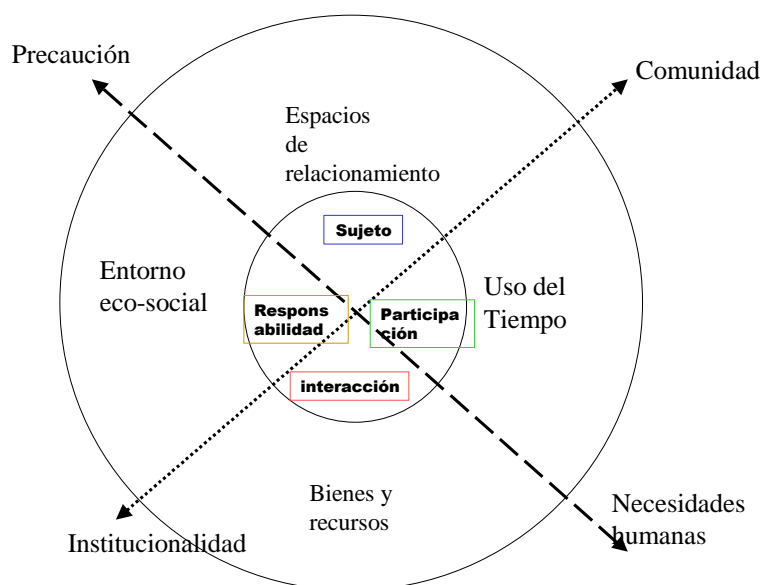 Precaución
Comunidad
Espacios
de
relacionamiento
Sujeto
Entorno
eco-social
Uso del
Tiempo
Respons
abilidad
Participa
ción
interacción
Bienes y
recursos
Institucionalidad
Necesidades
humanas